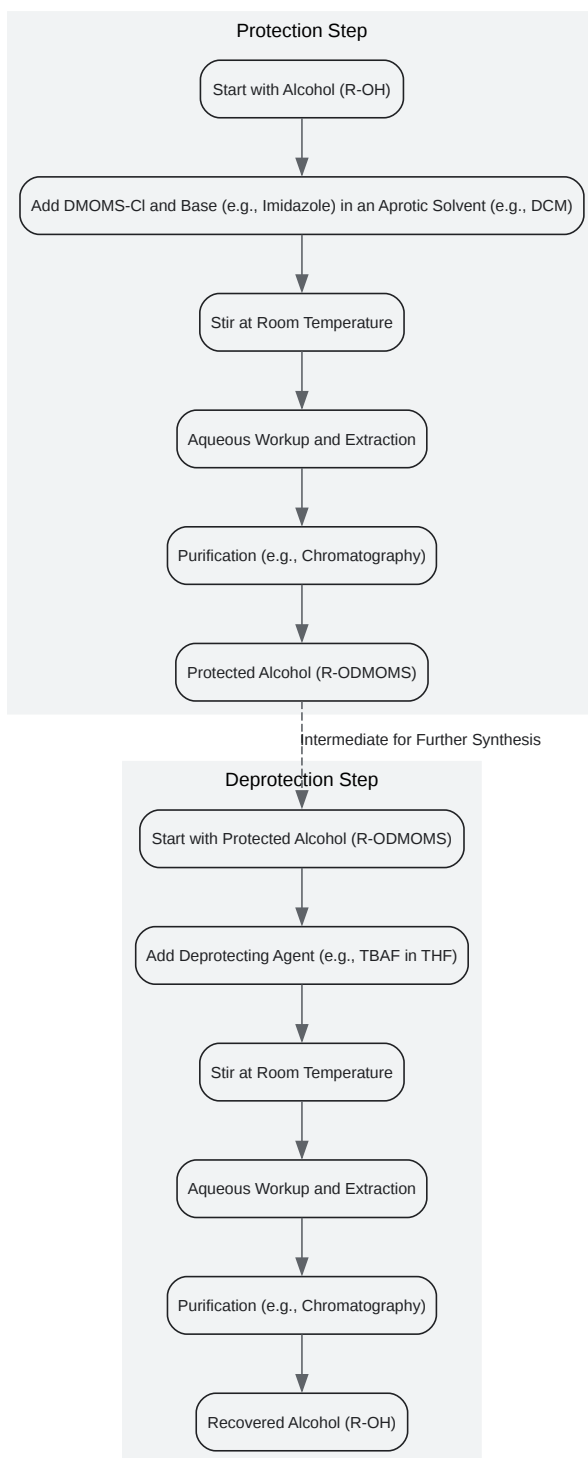 Protection Step
Start with Alcohol (R-OH)
Add DMOMS-Cl and Base (e.g., Imidazole) in an Aprotic Solvent (e.g., DCM)
Stir at Room Temperature
Aqueous Workup and Extraction
Purification (e.g., Chromatography)
Protected Alcohol (R-ODMOMS)
Intermediate for Further Synthesis
Deprotection Step
Start with Protected Alcohol (R-ODMOMS)
Add Deprotecting Agent (e.g., TBAF in THF)
Stir at Room Temperature
Aqueous Workup and Extraction
Purification (e.g., Chromatography)
Recovered Alcohol (R-OH)